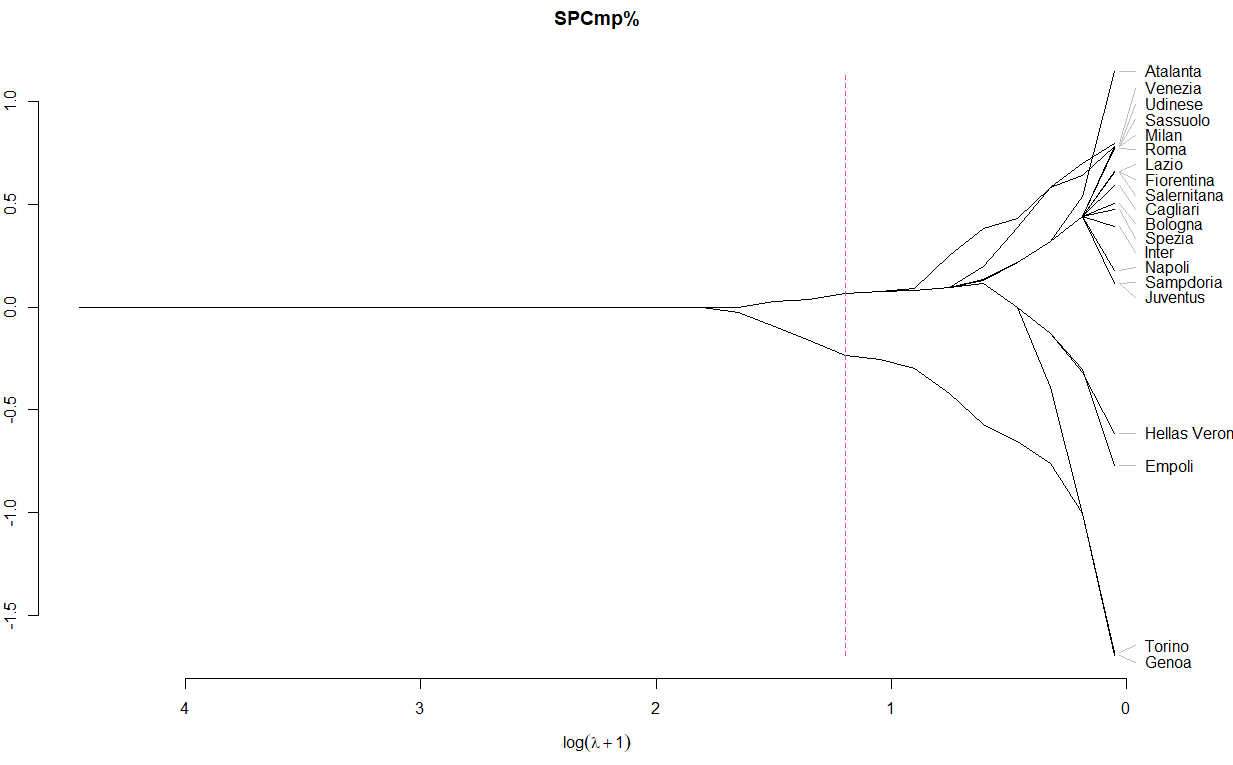 SPCmp%
1.0
0.5
0.0
-0.5
-1.0
-1.5
Atalanta
Venezia
Udinese
Sassuolo
Milan
Roma
Lazio
Fiorentina
Salernitana
Cagliari
Bologna
Spezia
Inter
Napoli
Sampdoria
Juventus
Hellas Veron
Empoli
Torino
Genoa
4 3 2 1 0
log(λ+1)